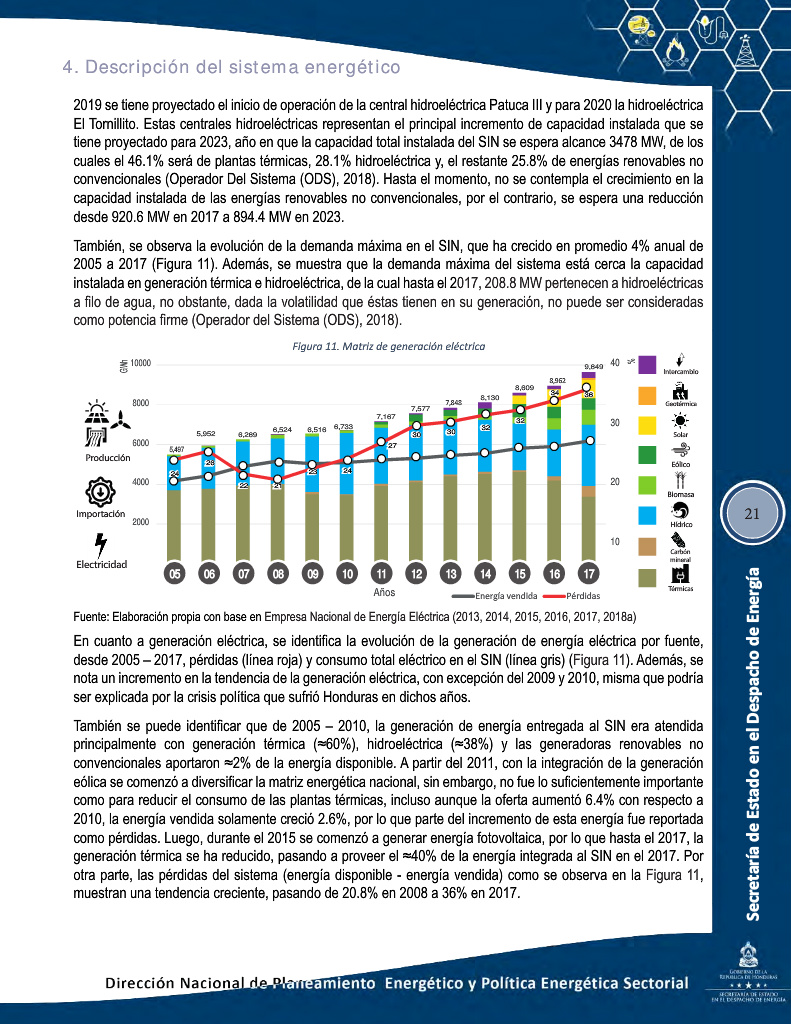 4. Descripción del sistema energético
2019 se tiene proyectado el inicio de operación de la central hidroeléctrica Patuca III y para 2020 la hidroeléctrica
El Tornillito. Estas centrales hidroeléctricas representan el principal incremento de capacidad instalada que se
tiene proyectado para 2023, año en que la capacidad total instalada del SIN se espera alcance 3478 MW, de los
cuales el 46.1% será de plantas térmicas, 28.1% hidroeléctrica y, el restante 25.8% de energías renovables no
convencionales (Operador Del Sistema (ODS), 2018). Hasta el momento, no se contempla el crecimiento en la
capacidad instalada de las energías renovables no convencionales, por el contrario, se espera una reducción
desde 920.6 MW en 2017 a 894.4 MW en 2023.
También, se observa la evolución de la demanda máxima en el SIN, que ha crecido en promedio 4% anual de
2005 a 2017 (Figura 11). Además, se muestra que la demanda máxima del sistema está cerca la capacidad
instalada en generación térmica e hidroeléctrica, de la cual hasta el 2017, 208.8 MW pertenecen a hidroeléctricas
a filo de agua, no obstante, dada la volatilidad que éstas tienen en su generación, no puede ser consideradas
como potencia firme (Operador del Sistema (ODS), 2018).
Figura 11. Matriz de generación eléctrica
GWh
10000
8000
6000
4000
2000
Producción
Importación
Electricidad
5,497
5,952
6,269
6,524
6,516
6,733
7,167
7,577
7,848
8,130
8,609
8,962
9,649
24
26
22
21
23
24
27
30
30
32
32
34
36
05 06 07 08 09 10 11 12 13 14 15 16 17
Años
Energía vendida
Pérdidas
40 %
30
20
10
Intercambio
Geotérmica
Solar
Eólico
Biomasa
Hídrico
Carbón
mineral
Térmicas
Fuente: Elaboración propia con base en Empresa Nacional de Energía Eléctrica (2013, 2014, 2015, 2016, 2017, 2018a)
En cuanto a generación eléctrica, se identifica la evolución de la generación de energía eléctrica por fuente,
desde 2005 – 2017, pérdidas (línea roja) y consumo total eléctrico en el SIN (línea gris) (Figura 11). Además, se
nota un incremento en la tendencia de la generación eléctrica, con excepción del 2009 y 2010, misma que podría
ser explicada por la crisis política que sufrió Honduras en dichos años.
También se puede identificar que de 2005 – 2010, la generación de energía entregada al SIN era atendida
principalmente con generación térmica (≈60%), hidroeléctrica (≈38%) y las generadoras renovables no
convencionales aportaron ≈2% de la energía disponible. A partir del 2011, con la integración de la generación
eólica se comenzó a diversificar la matriz energética nacional, sin embargo, no fue lo suficientemente importante
como para reducir el consumo de las plantas térmicas, incluso aunque la oferta aumentó 6.4% con respecto a
2010, la energía vendida solamente creció 2.6%, por lo que parte del incremento de esta energía fue reportada
como pérdidas. Luego, durante el 2015 se comenzó a generar energía fotovoltaica, por lo que hasta el 2017, la
generación térmica se ha reducido, pasando a proveer el ≈40% de la energía integrada al SIN en el 2017. Por
otra parte, las pérdidas del sistema (energía disponible - energía vendida) como se observa en la Figura 11,
muestran una tendencia creciente, pasando de 20.8% en 2008 a 36% en 2017.
21
Secretaría de Estado en el Despacho de Energía
Dirección Nacional de Planeamiento Energético y Política Energética Sectorial
GOBIERNO DE LA
REPÚBLICA DE HONDURAS
SECRETARÍA DE ESTADO
EN EL DESPACHO DE ENERGÍA